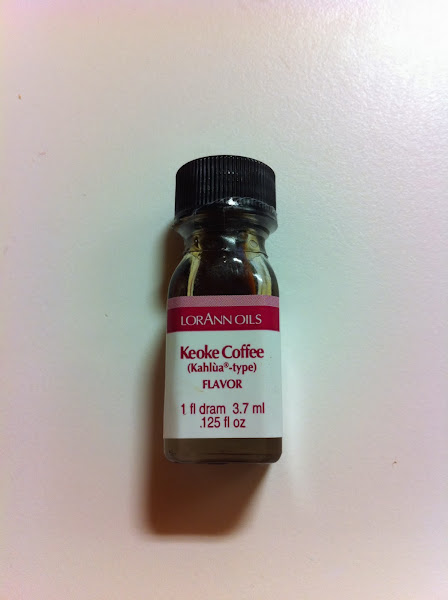 LORANN OILS
Keoke Coffee
(Kahlùa®-type)
FLAVOR
1 fl dram 3.7 ml
.125 fl oz